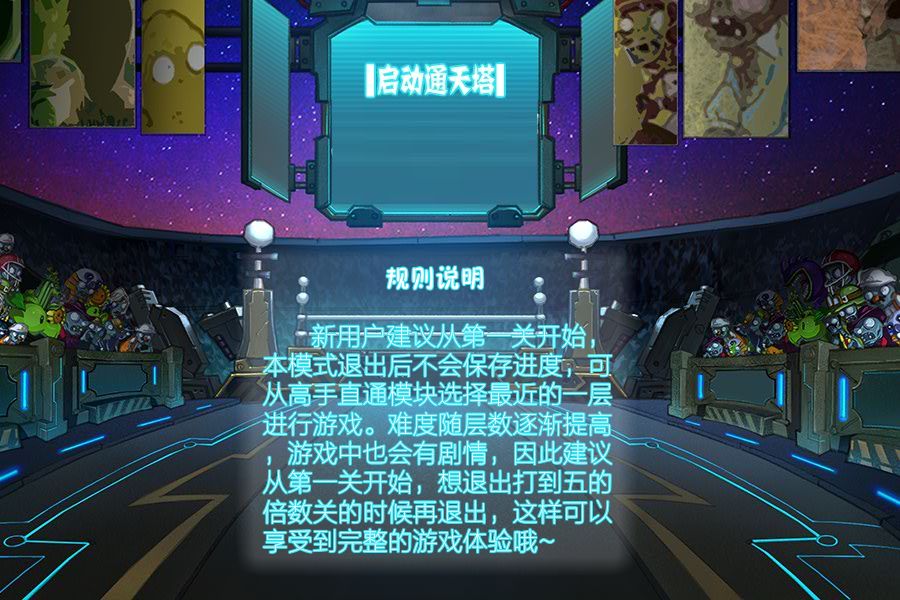 启动通天塔
规则说明
新用户建议从第一关开始，
本模式退出后不会保存进度，可
从高手直通模块选择最近的一层
进行游戏。难度随层数逐渐提高
，游戏中也会有剧情，因此建议
从第一关开始，想退出打到五的
倍数关的时候再退出，这样可以
享受到完整的游戏体验哦~